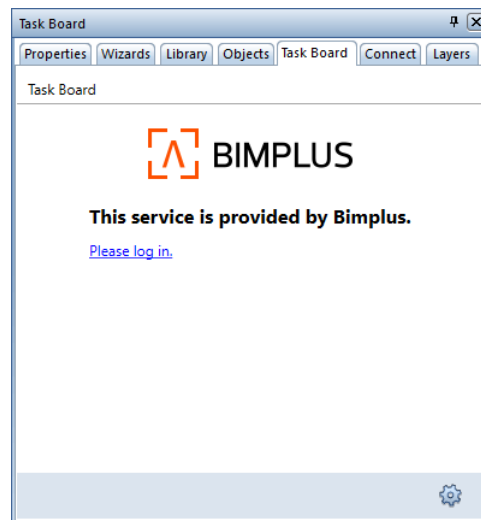 Task Board
Properties Wizards Library Objects Task Board Connect Layers
Task Board
BIMPLUS
This service is provided by Bimplus.
Please log in.